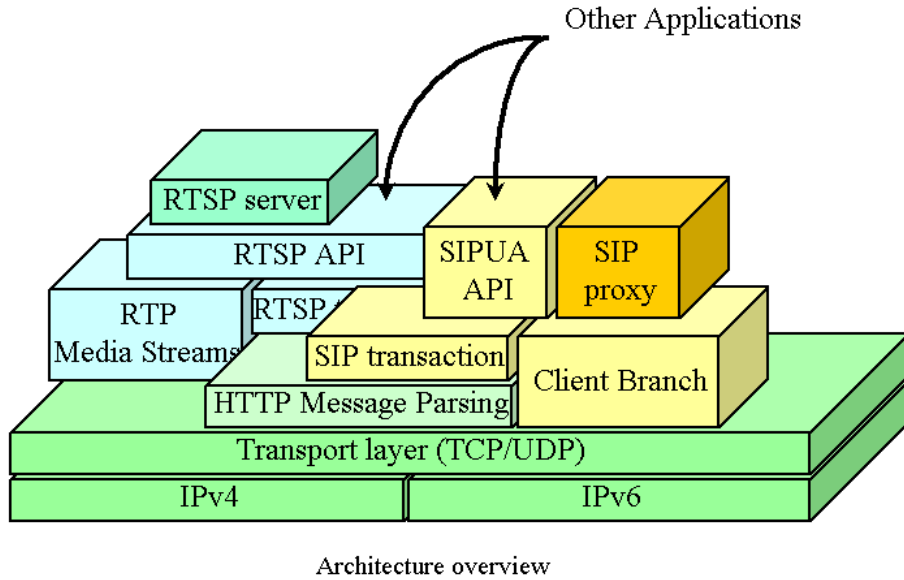 Other Applications
RTSP server
RTSP API
SIPUA
API
SIP
proxy
RTP
Media Streams
RTSP
SIP transaction
Client Branch
HTTP Message Parsing
Transport layer (TCP/UDP)
IPv4
IPv6
Architecture overview